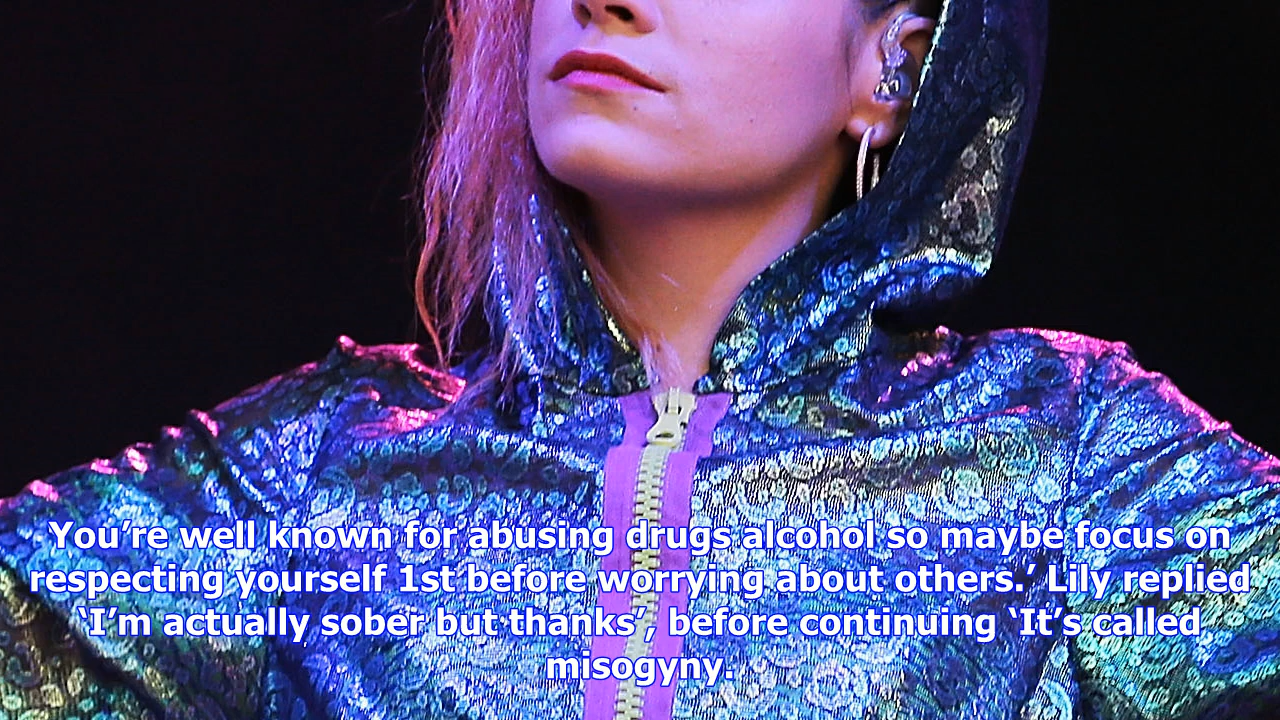 You’re well known for abusing drugs alcohol so maybe focus on
respecting yourself 1st before worrying about others.’ Lily replied
‘I’m actually sober but thanks’, before continuing ‘It’s called
misogyny.